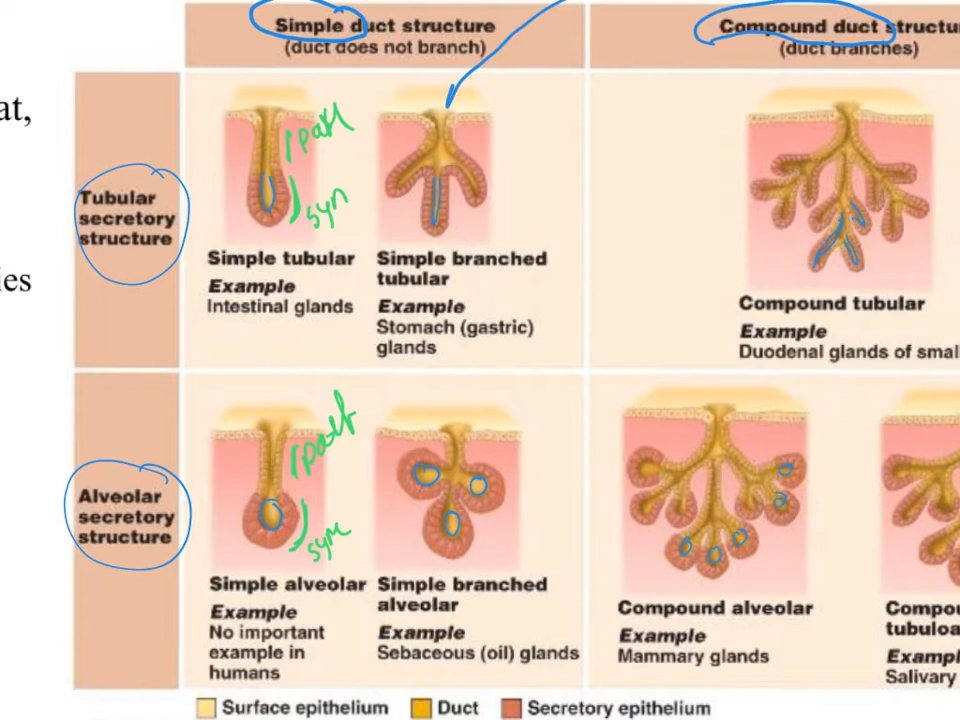 at,
ies
Simple duct structure
(duct does not branch)
Compound duct structu
(duct branches)
Tubular
secretory
structure
Simple tubular
Example
Intestinal glands
Simple branched
tubular
Example
Stomach (gastric)
glands
Compound tubular
Example
Duodenal glands of smal
Alveolar
secretory
structure
Simple alveolar
Example
No important
example in
humans
Simple branched
alveolar
Example
Sebaceous (oil) glands
Compound alveolar
Example
Mammary glands
Compou
tubuloa
Exampl
Salivary
Surface epithelium
Duct
Secretory epithelium